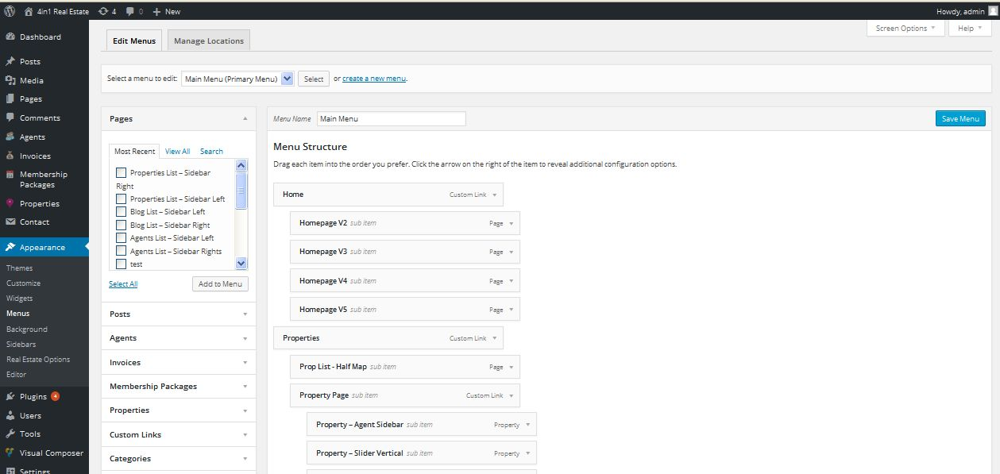 4in1 Real Estate 4 0 New Howdy, admin
Dashboard
Posts
Media
Pages
Comments
Agents
Invoices
Membership
Packages
Properties
Contact
Appearance
Themes
Customize
Widgets
Menus
Background
Sidebars
Real Estate Options
Editor
Plugins 4
Users
Tools
Visual Composer
Settings
Edit Menus Manage Locations Screen Options Help
Select a menu to edit: Main Menu (Primary Menu) Select or create a new menu.
Pages
Most Recent View All Search
Properties List – Sidebar
Right
Properties List – Sidebar Left
Blog List – Sidebar Left
Blog List – Sidebar Right
Agents List – Sidebar Left
Agents List – Sidebar Rights
test
Select All Add to Menu
Posts
Agents
Invoices
Membership Packages
Properties
Custom Links
Categories
Menu Name Main Menu Save Menu
Menu Structure
Drag each item into the order you prefer. Click the arrow on the right of the item to reveal additional configuration options.
Home Custom Link
Homepage V2 sub item Page
Homepage V3 sub item Page
Homepage V4 sub item Page
Homepage V5 sub item Page
Properties Custom Link
Prop List - Half Map sub item Page
Property Page sub item Custom Link
Property – Agent Sidebar sub item Property
Property – Slider Vertical sub item Property